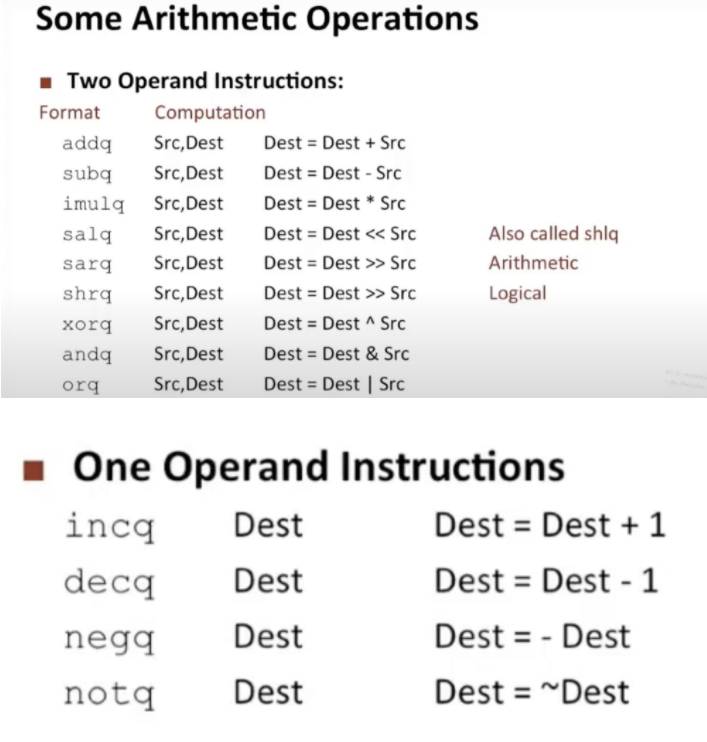 Some Arithmetic Operations
■ Two Operand Instructions:
Format Computation
addq Src,Dest Dest = Dest + Src
subq Src,Dest Dest = Dest - Src
imulq Src,Dest Dest = Dest * Src
salq Src,Dest Dest = Dest << Src Also called shlq
sarq Src,Dest Dest = Dest >> Src Arithmetic
shrq Src,Dest Dest = Dest >> Src Logical
xorq Src,Dest Dest = Dest ^ Src
andq Src,Dest Dest = Dest & Src
orq Src,Dest Dest = Dest | Src
■ One Operand Instructions
incq Dest Dest = Dest + 1
decq Dest Dest = Dest - 1
negq Dest Dest = - Dest
notq Dest Dest = ~Dest